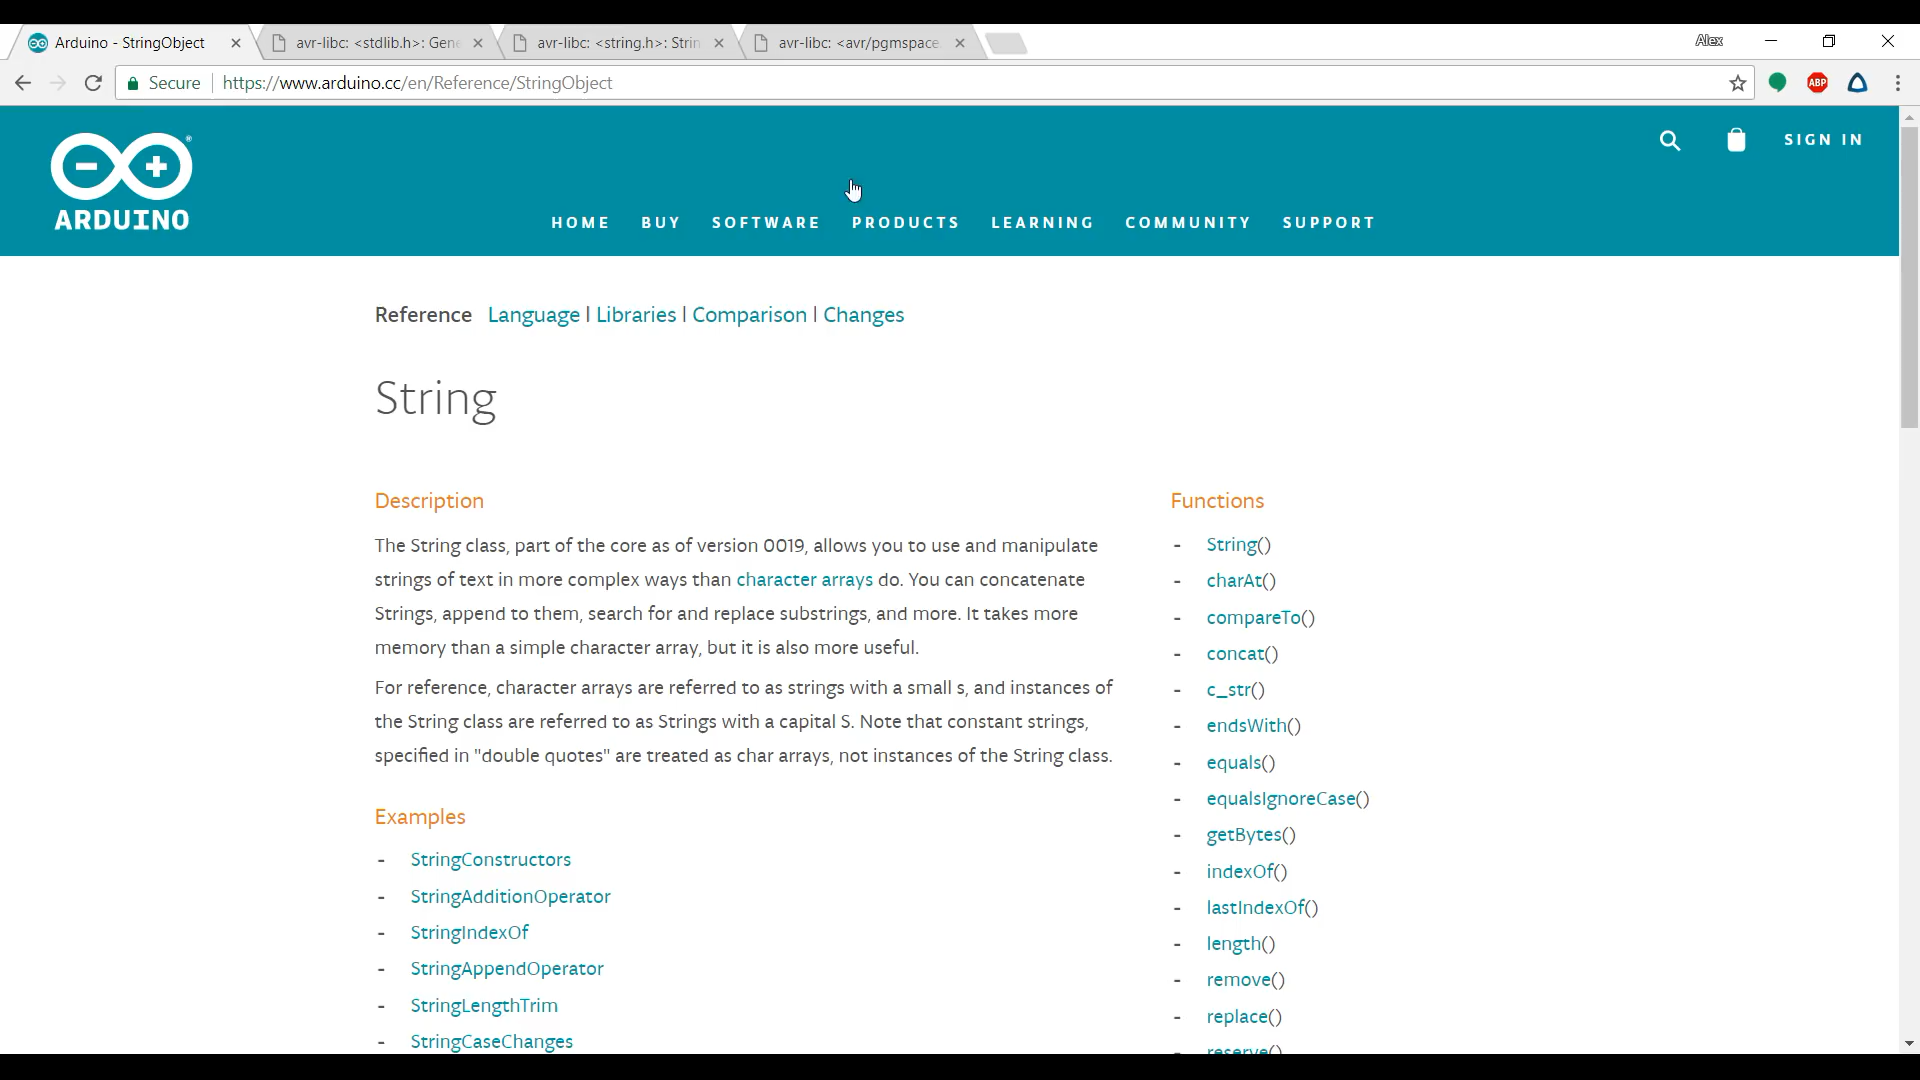 Arduino - StringObject
avr-libc: <stdlib.h>: Gene
avr-libc: <string.h>: Strin
avr-libc: <avr/pgmspace.
Alex
Secure
https://www.arduino.cc/en/Reference/StringObject
ABP
ARDUINO
SIGN IN
HOME BUY SOFTWARE PRODUCTS LEARNING COMMUNITY SUPPORT
Reference Language | Libraries | Comparison | Changes
String
Description
The String class, part of the core as of version 0019, allows you to use and manipulate
strings of text in more complex ways than character arrays do. You can concatenate
Strings, append to them, search for and replace substrings, and more. It takes more
memory than a simple character array, but it is also more useful.
For reference, character arrays are referred to as strings with a small s, and instances of
the String class are referred to as Strings with a capital S. Note that constant strings,
specified in "double quotes" are treated as char arrays, not instances of the String class.
Examples
- StringConstructors
- StringAdditionOperator
- StringIndexOf
- StringAppendOperator
- StringLengthTrim
- StringCaseChanges
Functions
- String()
- charAt()
- compareTo()
- concat()
- c_str()
- endsWith()
- equals()
- equalsIgnoreCase()
- getBytes()
- indexOf()
- lastIndexOf()
- length()
- remove()
- replace()
- reserve()